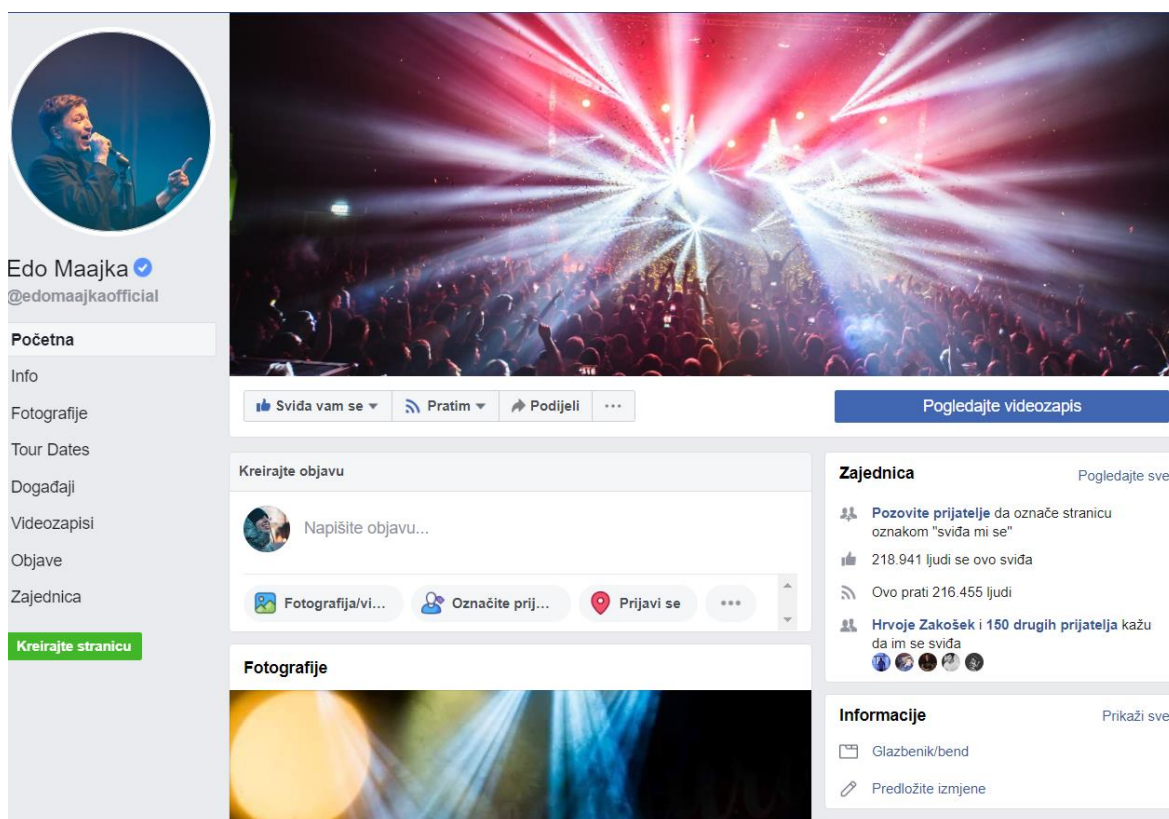 Edo Maajka
@edomaajkaofficial
Početna
Info
Fotografije
Tour Dates
Događaji
Videozapisi
Objave
Zajednica
Kreirajte stranicu
Sviđa vam se
Pratim
Podijeli
Pogledajte videozapis
Kreirajte objavu
Napišite objavu...
Fotografija/vi...
Označite prij...
Prijavi se
Fotografije
Zajednica
Pogledajte sve
Pozovite prijatelje da označe stranicu
oznakom "sviđa mi se"
218.941 ljudi se ovo sviđa
Ovo prati 216.455 ljudi
Hrvoje Zakošek i 150 drugih prijatelja kažu
da im se sviđa
Informacije
Prikaži sve
Glazbenik/bend
Predložite izmjene